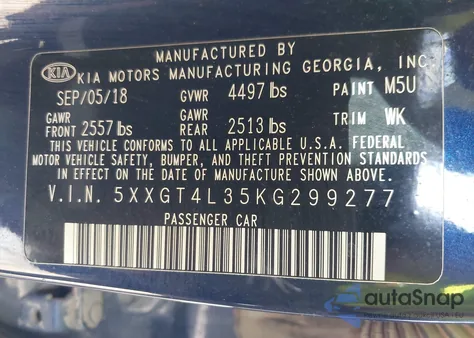 MANUFACTURED BY
KIA KIA MOTORS MANUFACTURING GEORGIA, INC.
SEP/05/18 GVWR 4497 lbs PAINT M5U
GAWR GAWR TRIM WK
FRONT 2557 lbs REAR 2513 lbs
THIS VEHICLE CONFORMS TO ALL APPLICABLE U.S.A. FEDERAL
MOTOR VEHICLE SAFETY, BUMPER, AND THEFT PREVENTION STANDARDS
IN EFFECT ON THE DATE OF MANUFACTURE SHOWN ABOVE.
V.I.N. 5XXGT4L35KG299277
PASSENGER CAR
autoSnap